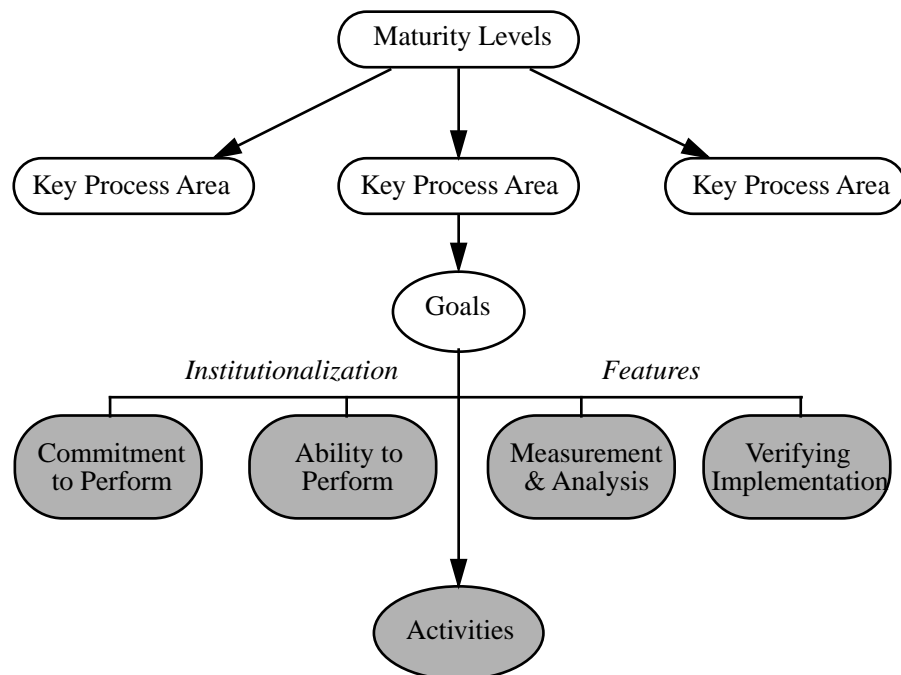 Maturity Levels
Key Process Area
Key Process Area
Key Process Area
Goals
Institutionalization
Features
Commitment
to Perform
Ability to
Perform
Measurement
& Analysis
Verifying
Implementation
Activities